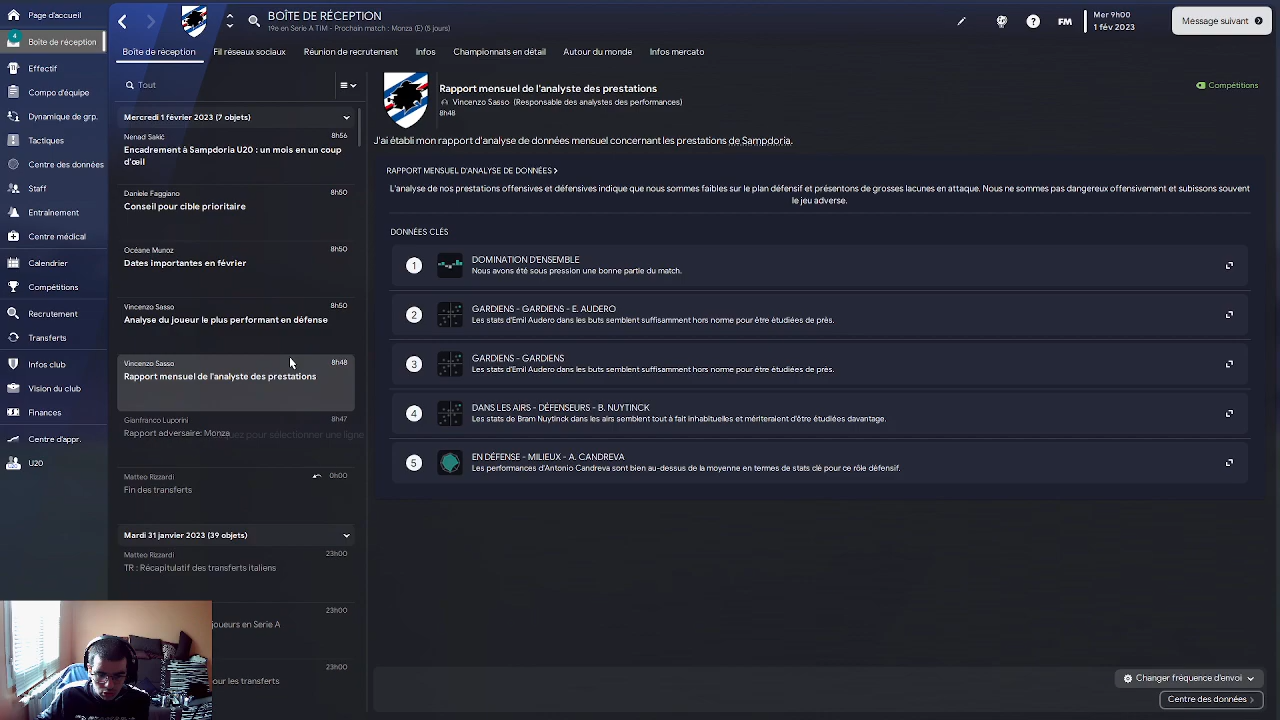 Page d'accueil
4
Boîte de réception
Effectif
Compo d'équipe
Dynamique de grp.
Tactiques
Centre des données
Staff
Entraînement
Centre médical
Calendrier
Compétitions
Recrutement
Transferts
Infos club
Vision du club
Finances
Centre d'appr.
U20
BOÎTE DE RÉCEPTION
19e en Serie A TIM - Prochain match : Monza (E) (5 jours)
FM
Mer 9h00
1 fév 2023
Message suivant
Boîte de réception
Fil réseaux sociaux
Réunion de recrutement
Infos
Championnats en détail
Autour du monde
Infos mercato
Tout
Mercredi 1 février 2023 (7 objets)
Nenad Sakić 8h56
Encadrement à Sampdoria U20 : un mois en un coup
d'œil
Daniele Faggiano 8h50
Conseil pour cible prioritaire
Océane Munoz 8h50
Dates importantes en février
Vincenzo Sasso 8h50
Analyse du joueur le plus performant en défense
Vincenzo Sasso 8h48
Rapport mensuel de l'analyste des prestations
Gianfranco Luporini 8h47
Rapport adversaire: Monza
pour sélectionner une ligne
Matteo Rizzardi 0h00
Fin des transferts
Mardi 31 janvier 2023 (39 objets)
Matteo Rizzardi 23h00
TR : Récapitulatif des transferts italiens
23h00
joueurs en Serie A
23h00
our les transferts
Rapport mensuel de l'analyste des prestations
Vincenzo Sasso (Responsable des analystes des performances)
8h48
Compétitions
J'ai établi mon rapport d'analyse de données mensuel concernant les prestations de Sampdoria.
RAPPORT MENSUEL D'ANALYSE DE DONNÉES
L'analyse de nos prestations offensives et défensives indique que nous sommes faibles sur le plan défensif et présentons de grosses lacunes en attaque. Nous ne sommes pas dangereux offensivement et subissons souvent
le jeu adverse.
DONNÉES CLÉS
1
DOMINATION D'ENSEMBLE
Nous avons été sous pression une bonne partie du match.
2
GARDIENS - GARDIENS - E. AUDERO
Les stats d'Emil Audero dans les buts semblent suffisamment hors norme pour être étudiées de près.
3
GARDIENS - GARDIENS
Les stats d'Emil Audero dans les buts semblent suffisamment hors norme pour être étudiées de près.
4
DANS LES AIRS - DÉFENSEURS - B. NUYTINCK
Les stats de Bram Nuytinck dans les airs semblent tout à fait inhabituelles et mériteraient d'être étudiées davantage.
5
EN DÉFENSE - MILIEUX - A. CANDREVA
Les performances d'Antonio Candreva sont bien au-dessus de la moyenne en termes de stats clé pour ce rôle défensif.
Changer fréquence d'envoi
Centre des données